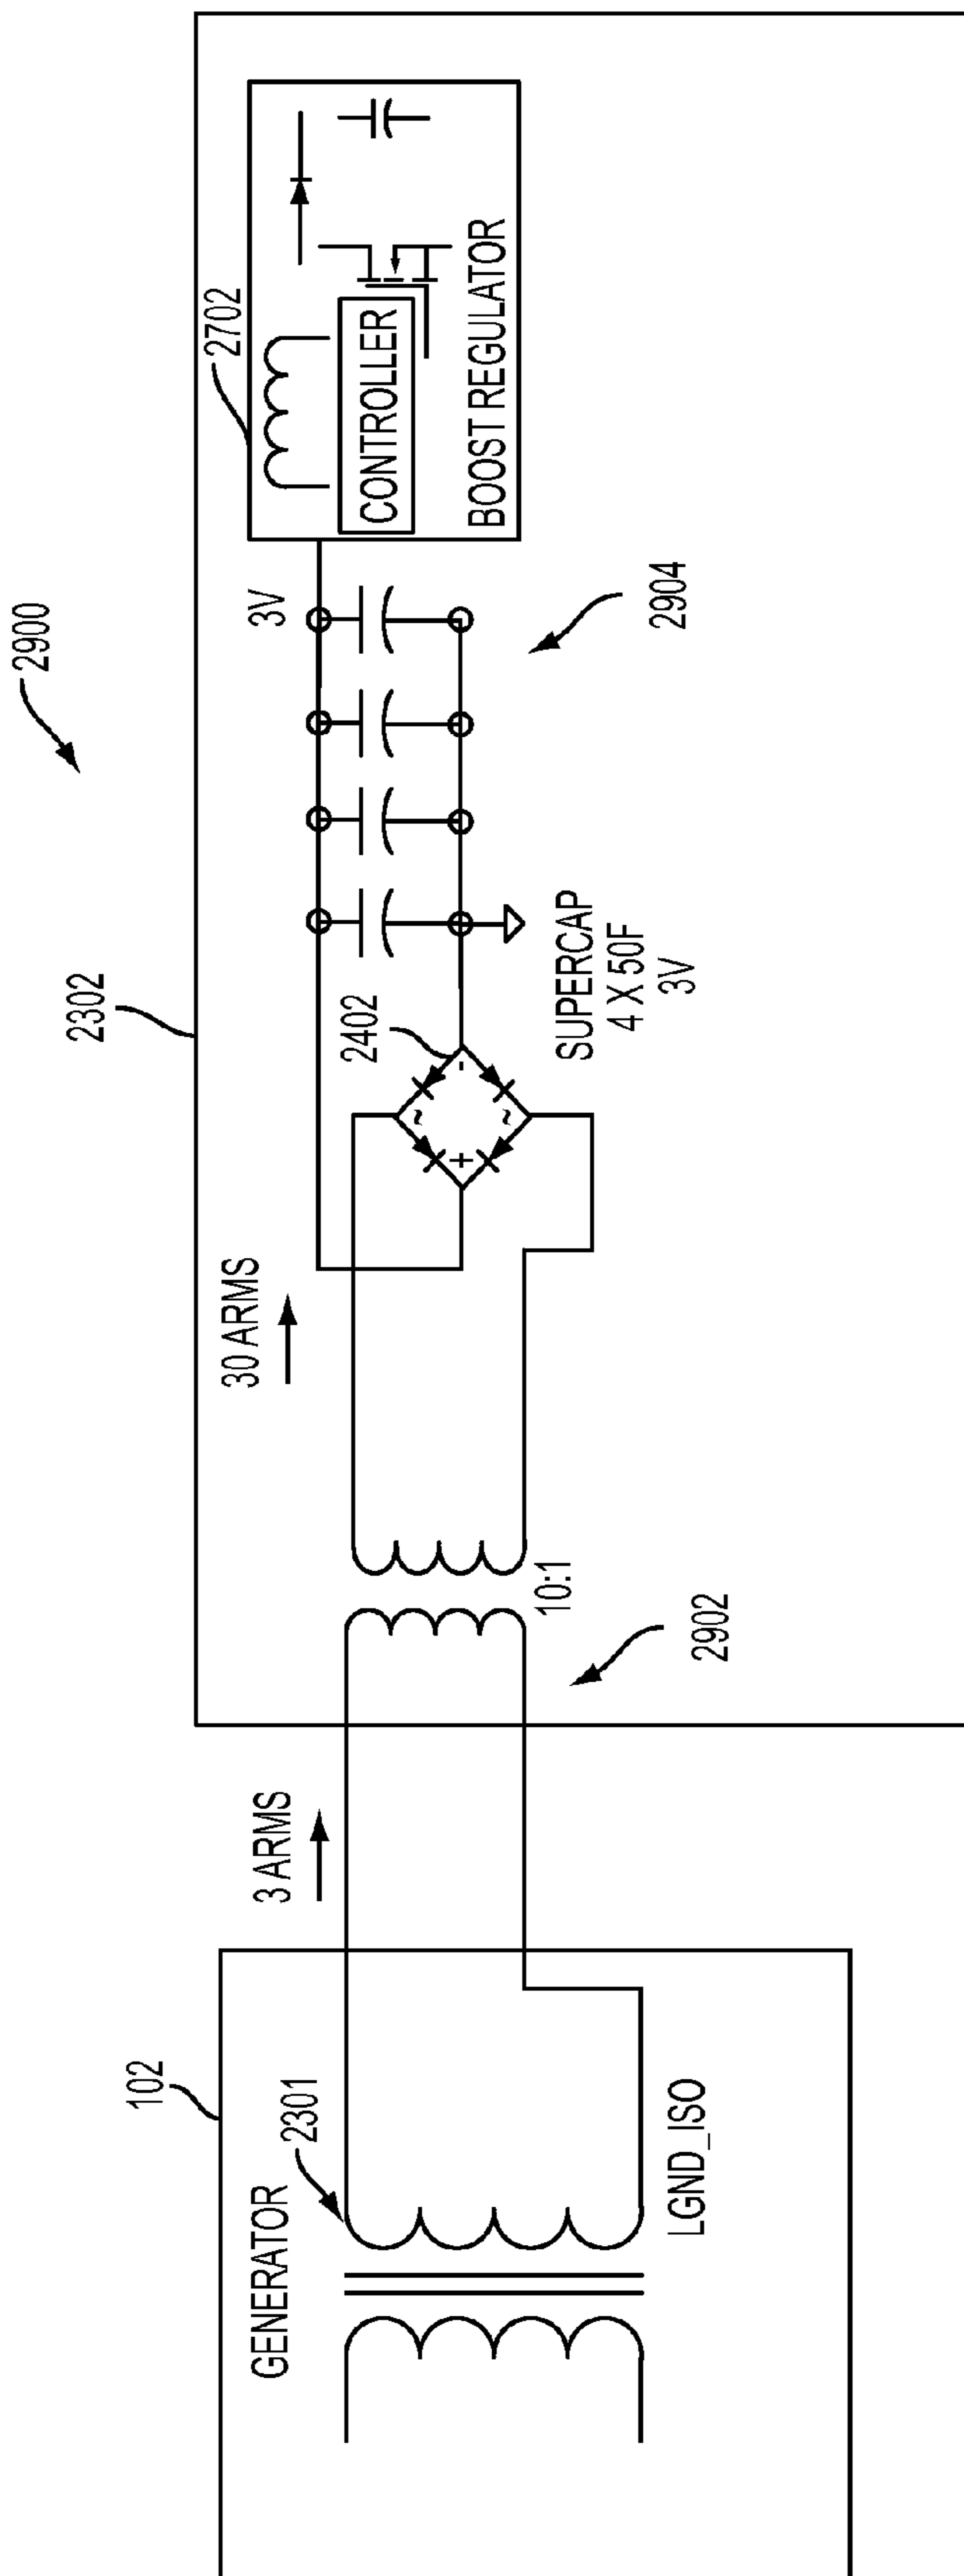 2900
102
GENERATOR
2301
LGND_ISO
3 ARMS
2902
10:1
30 ARMS
2302
2402
SUPERCAP
4 X 50F
3V
2904
3V
2702
CONTROLLER
BOOST REGULATOR
~
~
+
-